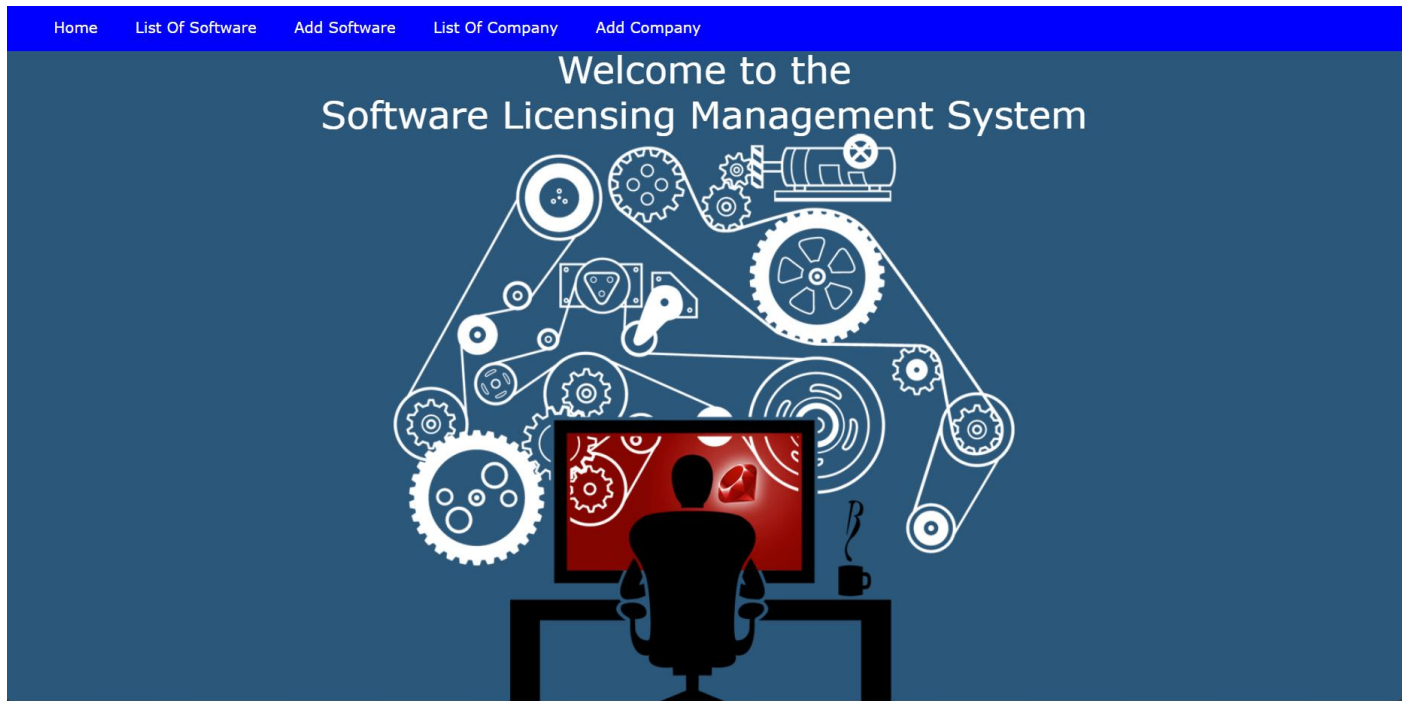 Home List Of Software Add Software List Of Company Add Company
Welcome to the
Software Licensing Management System